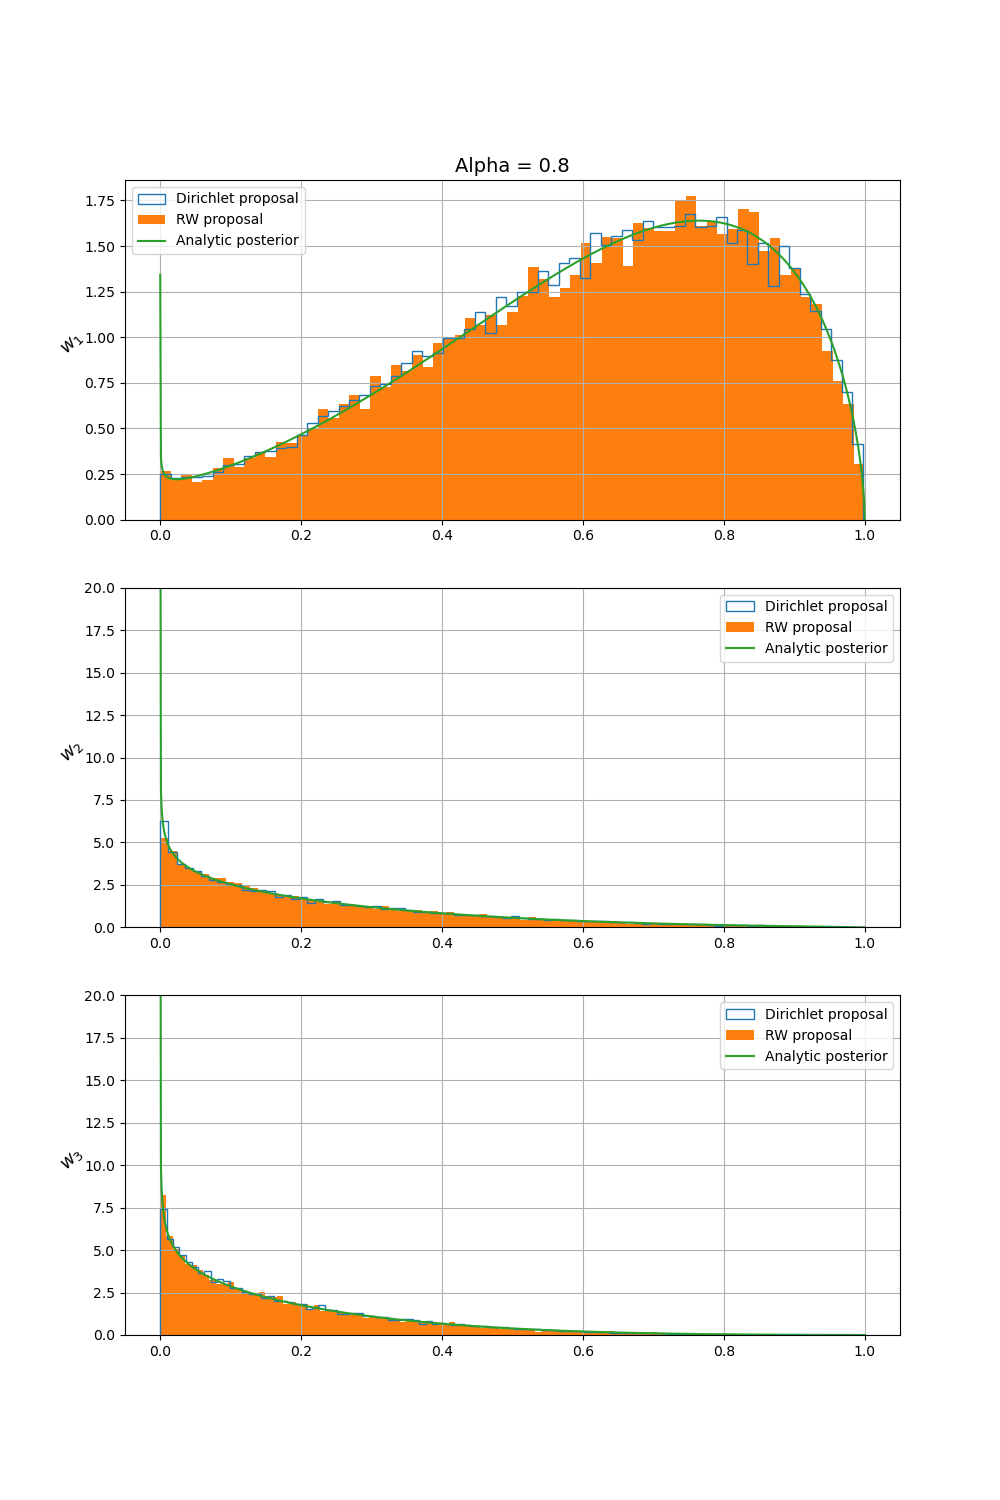 Alpha = 0.8
Dirichlet proposal
RW proposal
Analytic posterior
1.75
1.50
1.25
1.00
0.75
0.50
0.25
0.00
w₁
0.0 0.2 0.4 0.6 0.8 1.0
Dirichlet proposal
RW proposal
Analytic posterior
20.0
17.5
15.0
12.5
10.0
7.5
5.0
2.5
0.0
w₂
0.0 0.2 0.4 0.6 0.8 1.0
Dirichlet proposal
RW proposal
Analytic posterior
20.0
17.5
15.0
12.5
10.0
7.5
5.0
2.5
0.0
w₃
0.0 0.2 0.4 0.6 0.8 1.0